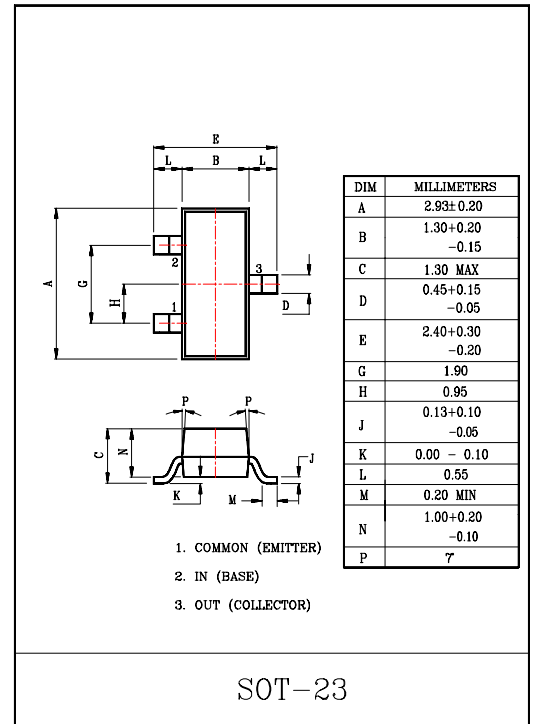 E
L B L
A
G
H
2
1
3
D
DIM MILLIMETERS
A 2.93±0.20
B 1.30+0.20
−0.15
C 1.30 MAX
D 0.45+0.15
−0.05
E 2.40+0.30
−0.20
G 1.90
H 0.95
J 0.13+0.10
−0.05
K 0.00 − 0.10
L 0.55
M 0.20 MIN
N 1.00+0.20
−0.10
P 7°
P P
C
N
J
K
M
1. COMMON (EMITTER)
2. IN (BASE)
3. OUT (COLLECTOR)
SOT−23